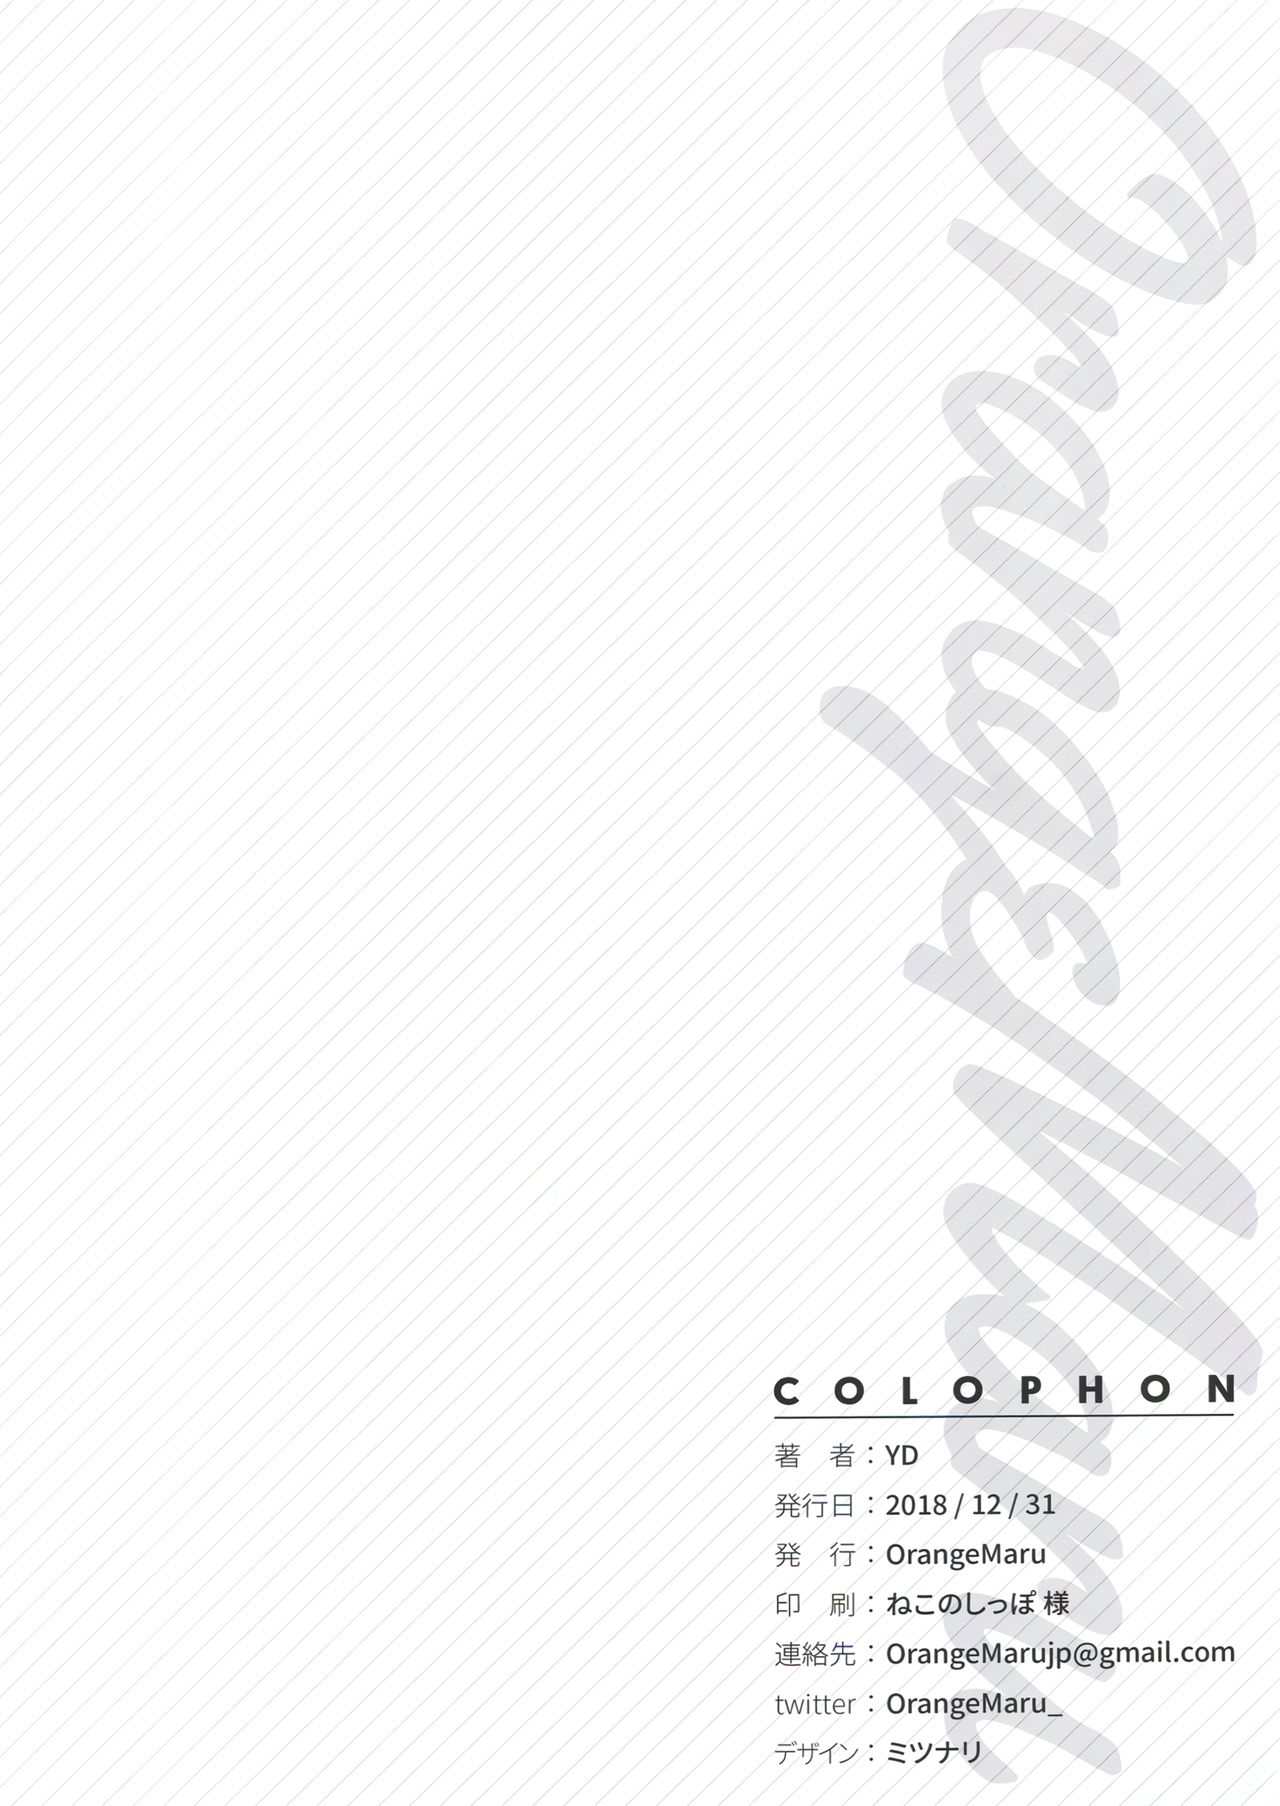 OrangeMaru
COLOPHON
著　者：YD
発行日：2018 / 12 / 31
発　行：OrangeMaru
印　刷：ねこのしっぽ 様
連絡先：OrangeMarujp@gmail.com
twitter：OrangeMaru_
デザイン：ミツナリ